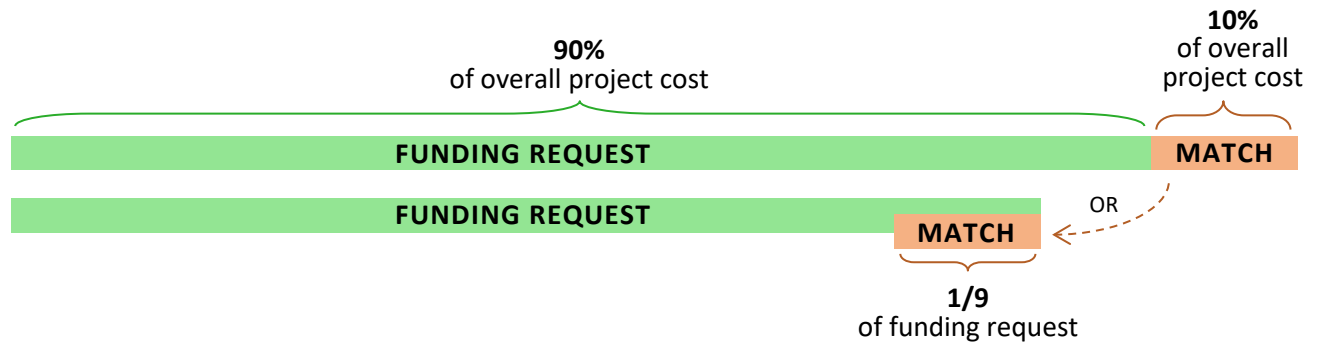 90%
of overall project cost
10%
of overall
project cost
FUNDING REQUEST
MATCH
FUNDING REQUEST
OR
MATCH
1/9
of funding request